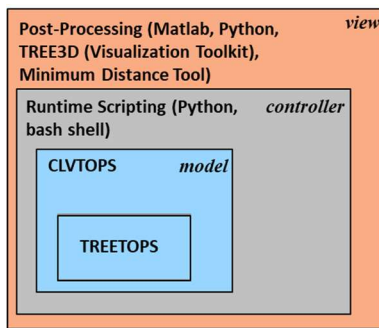 Post-Processing (Matlab, Python, view
TREE3D (Visualization Toolkit),
Minimum Distance Tool)
Runtime Scripting (Python, controller
bash shell)
CLVTOPS model
TREETOPS